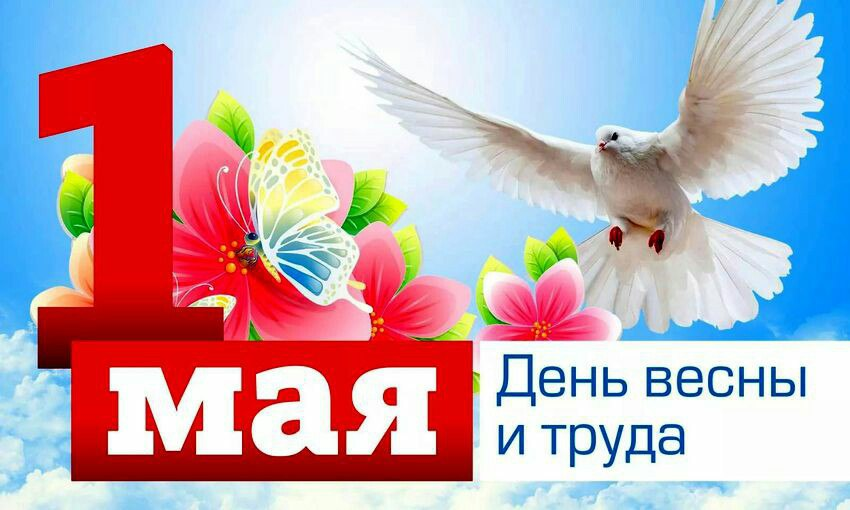 1
мая
День весны
и труда